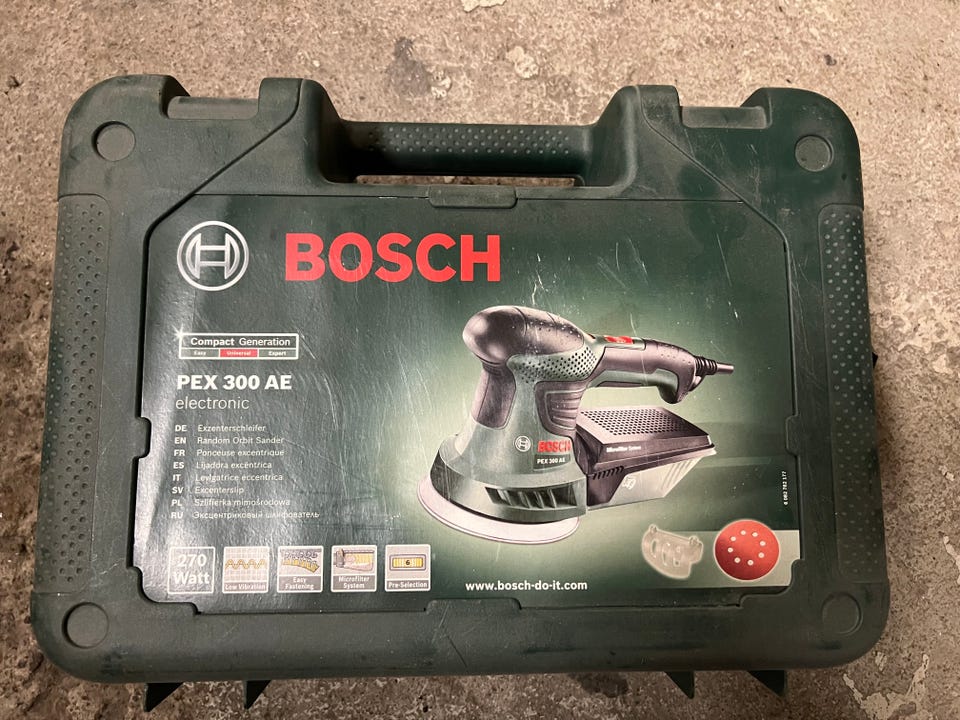 BOSCH
Compact Generation
Easy Universal Expert
PEX 300 AE
electronic
DE Exzenterschleifer
EN Random Orbit Sander
FR Ponceuse excentrique
ES Lijadora excéntrica
IT Levigatrice eccentrica
SV Excenterslip
PL Szlifierka mimośrodowa
RU Эксцентриковый шлифователь
BOSCH
PEX 300 AE
Microfilter System
270
Watt
Low Vibration
Easy
Fastening
Microfilter
System
Pre-Selection
www.bosch-do-it.com